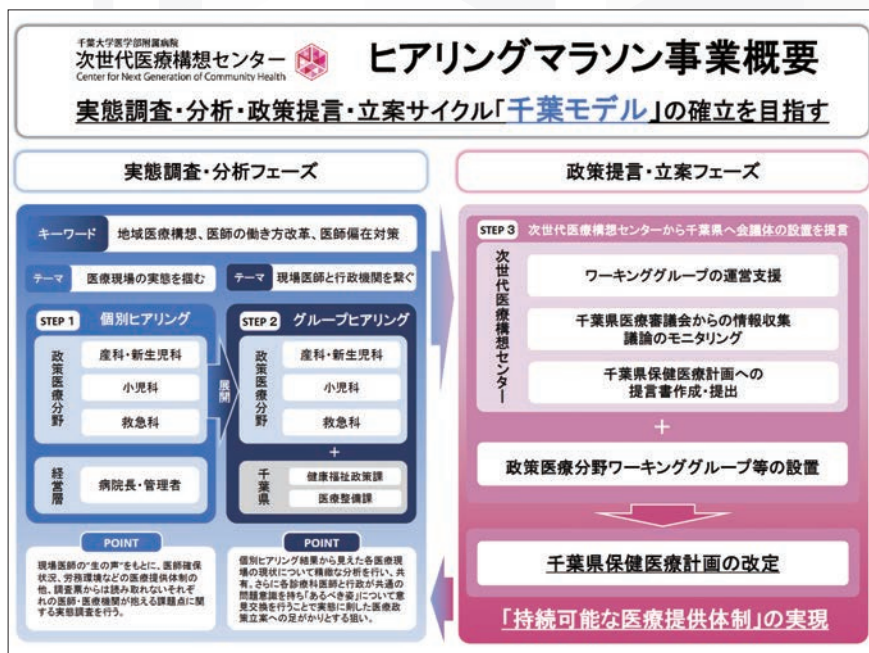 千葉大学医学部附属病院
次世代医療構想センター
Center for Next Generation of Community Health
ヒアリングマラソン事業概要
実態調査・分析・政策提言・立案サイクル「千葉モデル」の確立を目指す
実態調査・分析フェーズ
キーワード 地域医療構想、医師の働き方改革、医師偏在対策
テーマ 医療現場の実態を掴む
STEP 1 個別ヒアリング
政策医療分野
産科・新生児科
小児科
救急科
経営層
病院長・管理者
展開
テーマ 現場医師と行政機関を繋ぐ
STEP 2 グループヒアリング
政策医療分野
産科・新生児科
小児科
救急科
+
千葉県
健康福祉政策課
医療整備課
POINT
現場医師の“生の声”をもとに、医師確保
状況、労務環境などの医療提供体制の
他、調査票からは読み取れないそれぞ
れの医師・医療機関が抱える課題点に関
する実態調査を行う。
POINT
個別ヒアリング結果から見えた各医療現
場の現状について精緻な分析を行い、共
有、さらに各診療科医師と行政が共通の
問題意識を持ち「あるべき姿」について意
見交換を行うことで実態に則した医療政
策立案への足がかりとする狙い。
政策提言・立案フェーズ
STEP 3 次世代医療構想センターから千葉県へ会議体の設置を提言
次世代医療構想センター
ワーキンググループの運営支援
千葉県医療審議会からの情報収集
議論のモニタリング
千葉県保健医療計画への
提言書作成・提出
+
政策医療分野ワーキンググループ等の設置
千葉県保健医療計画の改定
「持続可能な医療提供体制」の実現